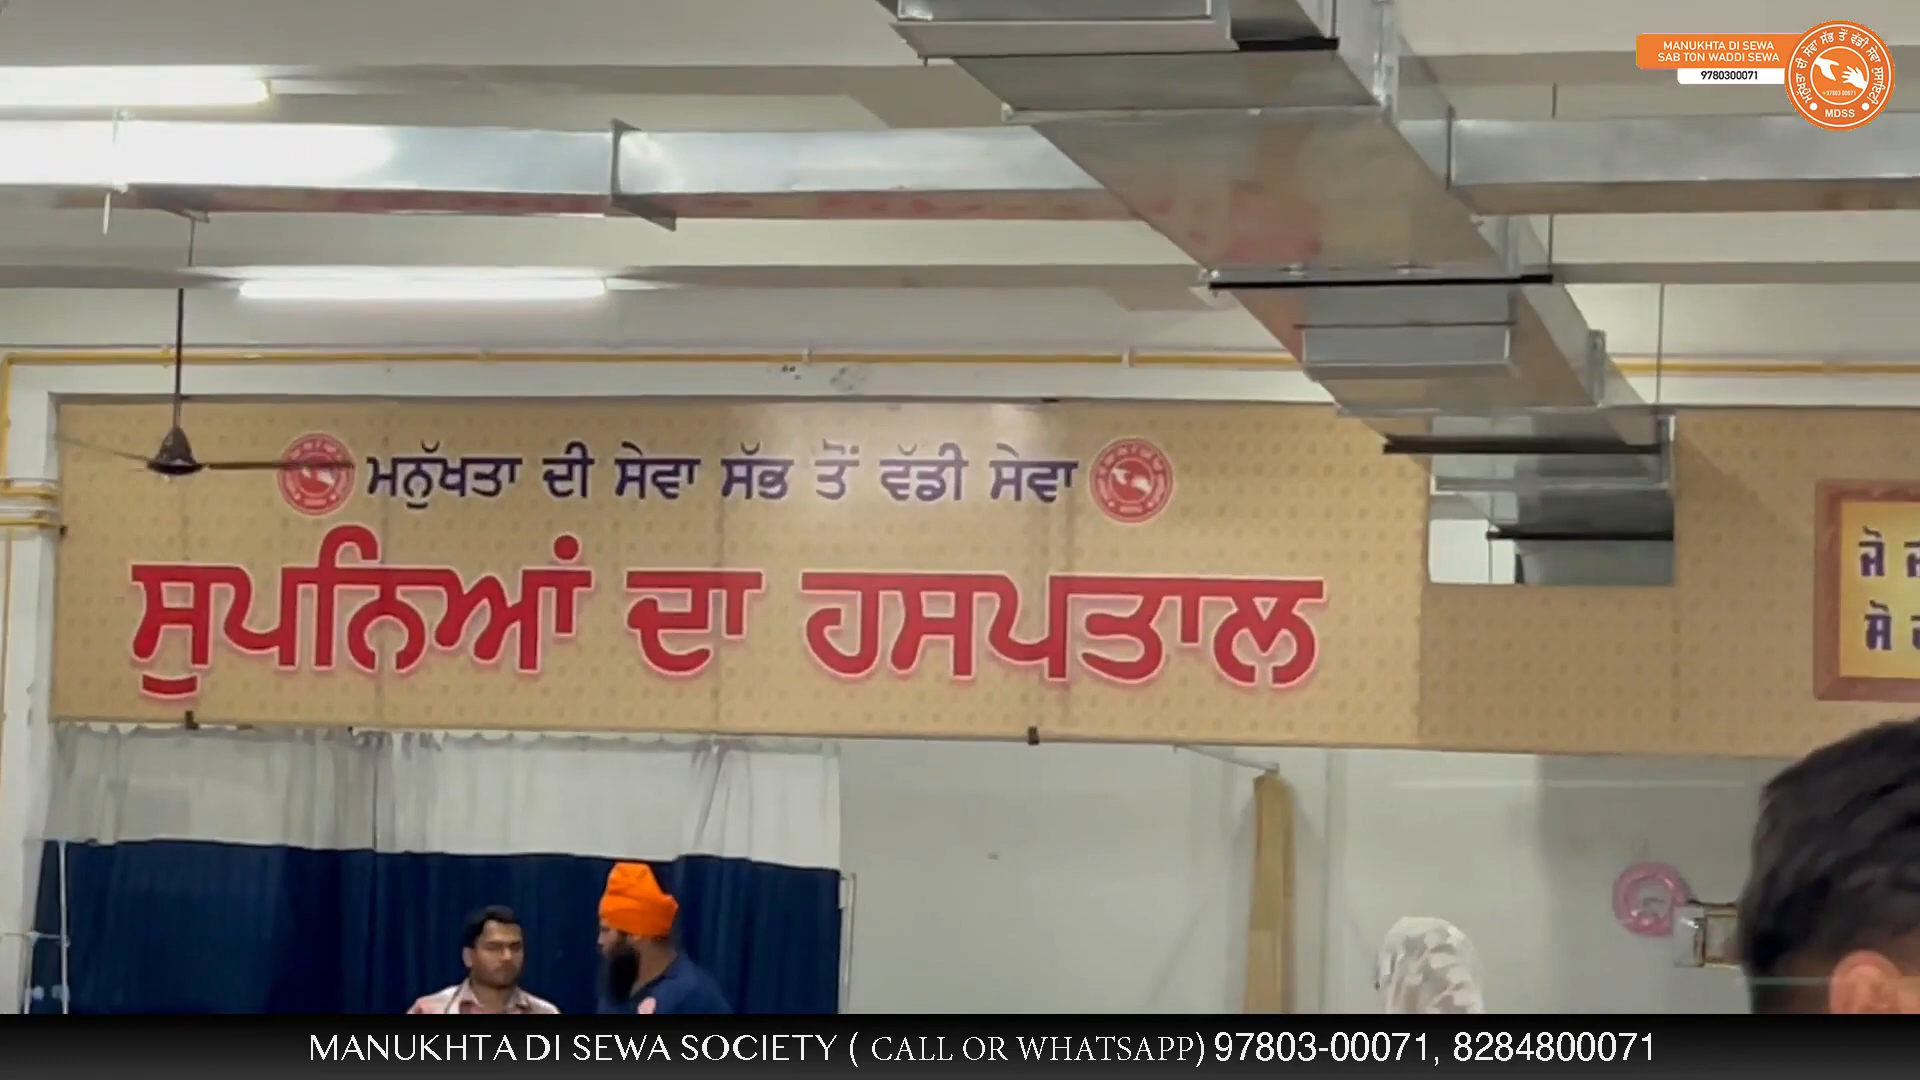 MANUKHTA DI SEWA
SAB TON WADDI SEWA
9780300071
MDSS
ਮਨੁੱਖਤਾ ਦੀ ਸੇਵਾ ਸੱਭ ਤੋਂ ਵੱਡੀ ਸੇਵਾ
ਸੁਪਨਿਆਂ ਦਾ ਹਸਪਤਾਲ
ਜੋ
ਸੋ
MANUKHTA DI SEWA SOCIETY ( CALL OR WHATSAPP) 97803-00071, 8284800071